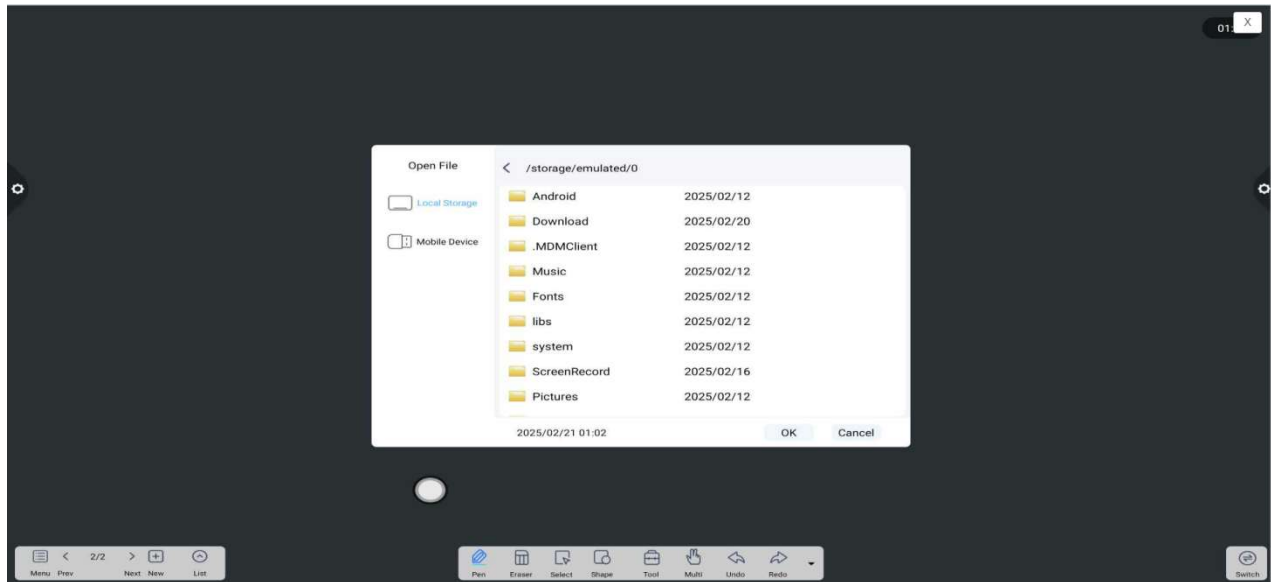 01:
X
Open File
/storage/emulated/0
Local Storage
Mobile Device
Android 2025/02/12
Download 2025/02/20
.MDMClient 2025/02/12
Music 2025/02/12
Fonts 2025/02/12
libs 2025/02/12
system 2025/02/12
ScreenRecord 2025/02/16
Pictures 2025/02/12
2025/02/21 01:02
OK Cancel
2/2
Menu Prev Next New List
Pen Eraser Select Shape Tool Multi Undo Redo
Switch